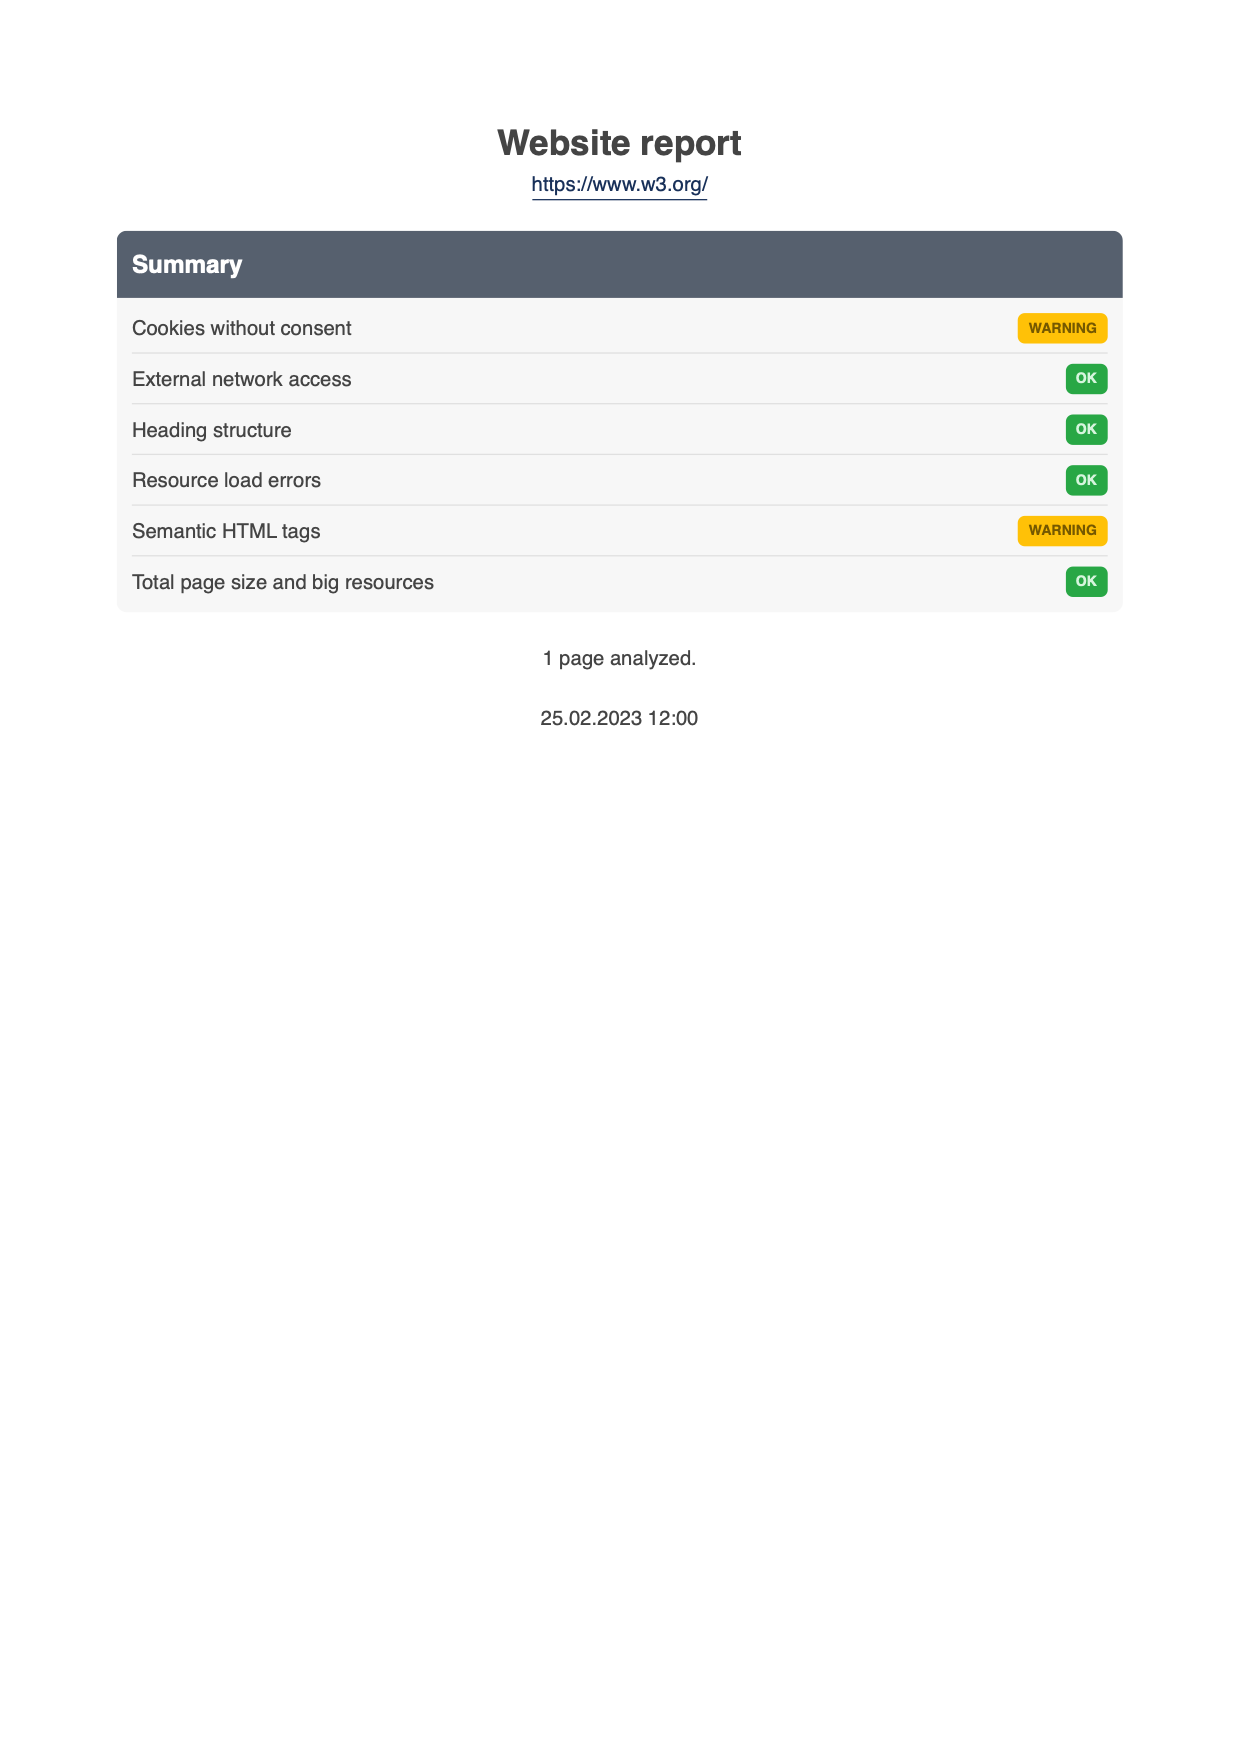 Website report
https://www.w3.org/
Summary
Cookies without consent WARNING
External network access OK
Heading structure OK
Resource load errors OK
Semantic HTML tags WARNING
Total page size and big resources OK
1 page analyzed.
25.02.2023 12:00